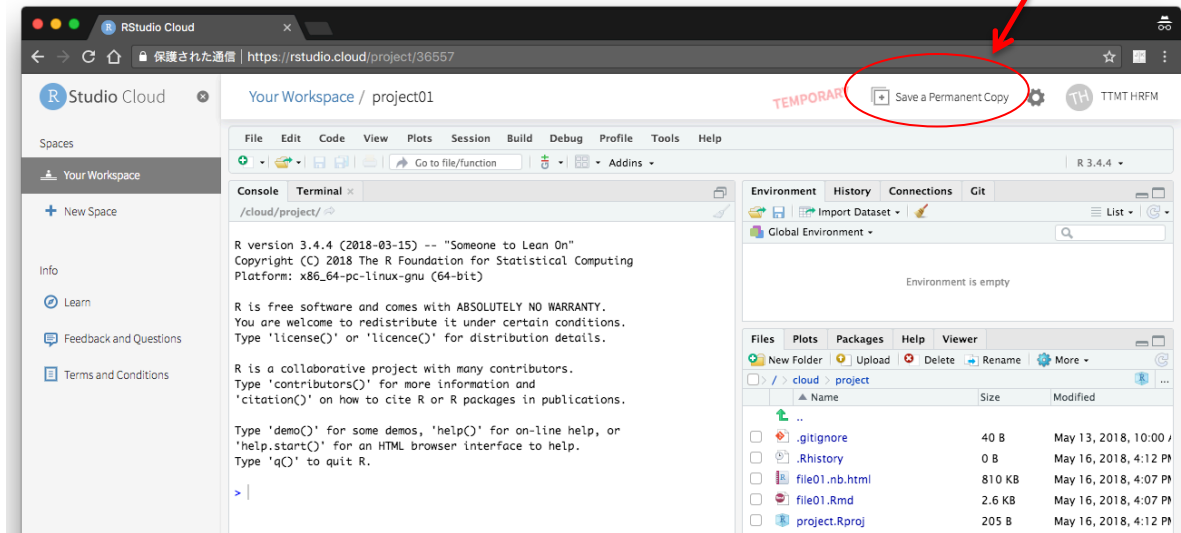 RStudio Cloud
保護された通信 | https://rstudio.cloud/project/36557
R Studio Cloud
Your Workspace / project01
TEMPORARY
Save a Permanent Copy
TH
TTMT HRFM
Spaces
Your Workspace
New Space
Info
Learn
Feedback and Questions
Terms and Conditions
File Edit Code View Plots Session Build Debug Profile Tools Help
Go to file/function
Addins
R 3.4.4
Console Terminal
/cloud/project/
R version 3.4.4 (2018-03-15) -- "Someone to Lean On"
Copyright (C) 2018 The R Foundation for Statistical Computing
Platform: x86_64-pc-linux-gnu (64-bit)
R is free software and comes with ABSOLUTELY NO WARRANTY.
You are welcome to redistribute it under certain conditions.
Type 'license()' or 'licence()' for distribution details.
R is a collaborative project with many contributors.
Type 'contributors()' for more information and
'citation()' on how to cite R or R packages in publications.
Type 'demo()' for some demos, 'help()' for on-line help, or
'help.start()' for an HTML browser interface to help.
Type 'q()' to quit R.
>
Environment History Connections Git
Import Dataset
List
Global Environment
Environment is empty
Files Plots Packages Help Viewer
New Folder Upload Delete Rename More
/ > cloud > project
...
Name Size Modified
..
.gitignore 40 B May 13, 2018, 10:00
.Rhistory 0 B May 16, 2018, 4:12 PM
file01.nb.html 810 KB May 16, 2018, 4:07 PM
file01.Rmd 2.6 KB May 16, 2018, 4:07 PM
project.Rproj 205 B May 16, 2018, 4:12 PM